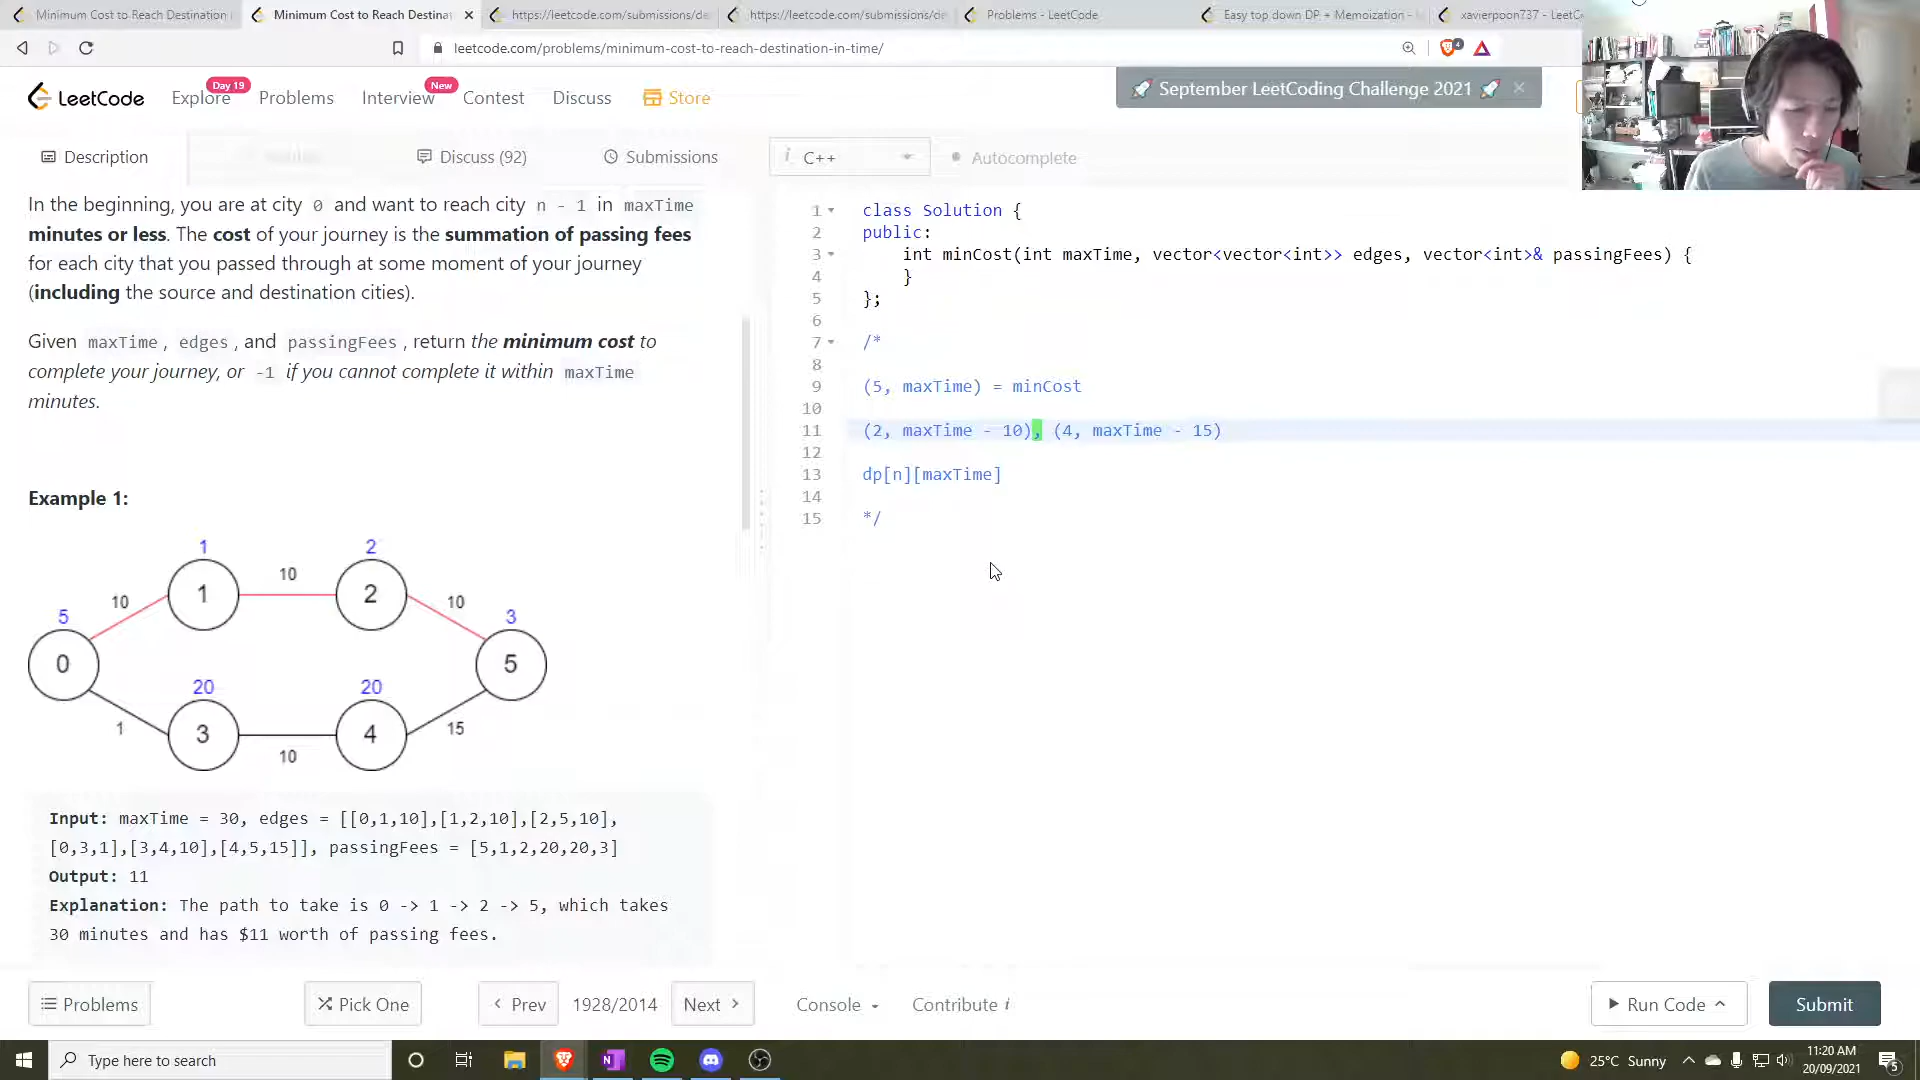 Minimum Cost to Reach Destination
Minimum Cost to Reach Destinat
https://leetcode.com/submissions/de
https://leetcode.com/submissions/de
Problems - LeetCode
Easy top down DP + Memoization -
xavierpoon737 - LeetC
leetcode.com/problems/minimum-cost-to-reach-destination-in-time/
4
LeetCode
Day 19
Explore
Problems
New
Interview
Contest
Discuss
Store
September LeetCoding Challenge 2021
Description
Discuss (92)
Submissions
i C++
Autocomplete
In the beginning, you are at city 0 and want to reach city n - 1 in maxTime
minutes or less. The cost of your journey is the summation of passing fees
for each city that you passed through at some moment of your journey
(including the source and destination cities).
Given maxTime, edges, and passingFees, return the minimum cost to
complete your journey, or -1 if you cannot complete it within maxTime
minutes.
Example 1:
1
2
10
10
10
1
2
5
3
0
5
20
20
3
4
1
10
15
Input: maxTime = 30, edges = [[0,1,10],[1,2,10],[2,5,10],
[0,3,1],[3,4,10],[4,5,15]], passingFees = [5,1,2,20,20,3]
Output: 11
Explanation: The path to take is 0 -> 1 -> 2 -> 5, which takes
30 minutes and has $11 worth of passing fees.
1 class Solution {
2 public:
3 int minCost(int maxTime, vector<vector<int>> edges, vector<int>& passingFees) {
4 }
5 };
6
7 /*
8
9 (5, maxTime) = minCost
10
11 (2, maxTime - 10), (4, maxTime - 15)
12
13 dp[n][maxTime]
14
15 */
Problems
Pick One
Prev
1928/2014
Next
Console
Contribute i
Run Code
Submit
Type here to search
25°C Sunny
11:20 AM
20/09/2021
5